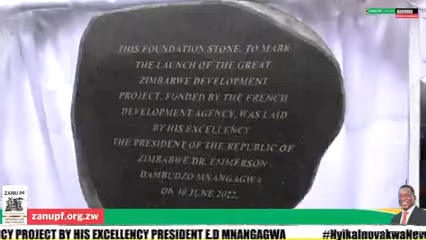 THIS FOUNDATION STONE, TO MARK
THE LAUNCH OF THE GREAT
ZIMBABWE DEVELOPMENT
PROJECT, FUNDED BY THE FRENCH
DEVELOPMENT AGENCY, WAS LAID
BY HIS EXCELLENCY
THE PRESIDENT OF THE REPUBLIC OF
ZIMBABWE DR. EMMERSON
DAMBUDZO MNANGAGWA
ON 10 JUNE 2022.
ZANU PF
zanupf.org.zw
CY PROJECT BY HIS EXCELLENCY PRESIDENT E.D MNANGAGWA
#NyikaInovakwaNevene